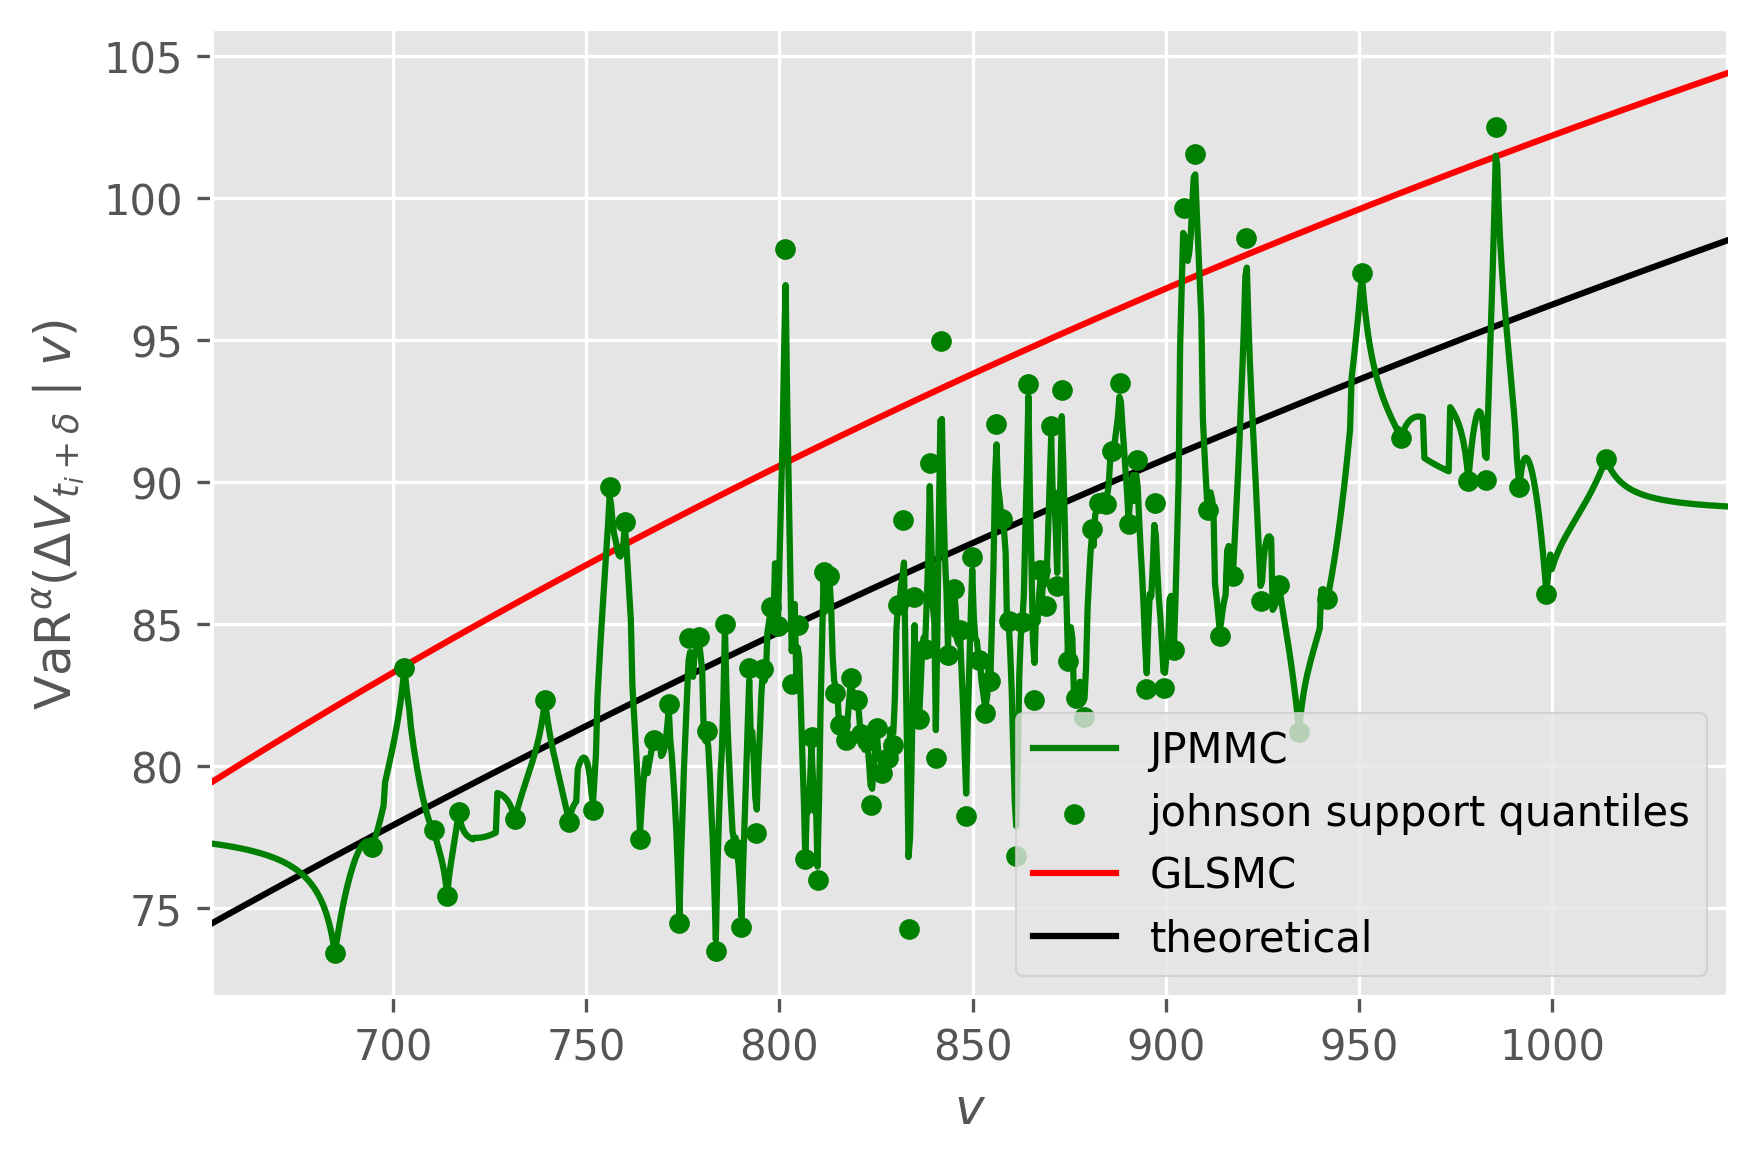 105
100
95
90
85
80
75
VaR^α(ΔV_{t_i+δ} | v)
JPMMC
johnson support quantiles
GLSMC
theoretical
700 750 800 850 900 950 1000
v